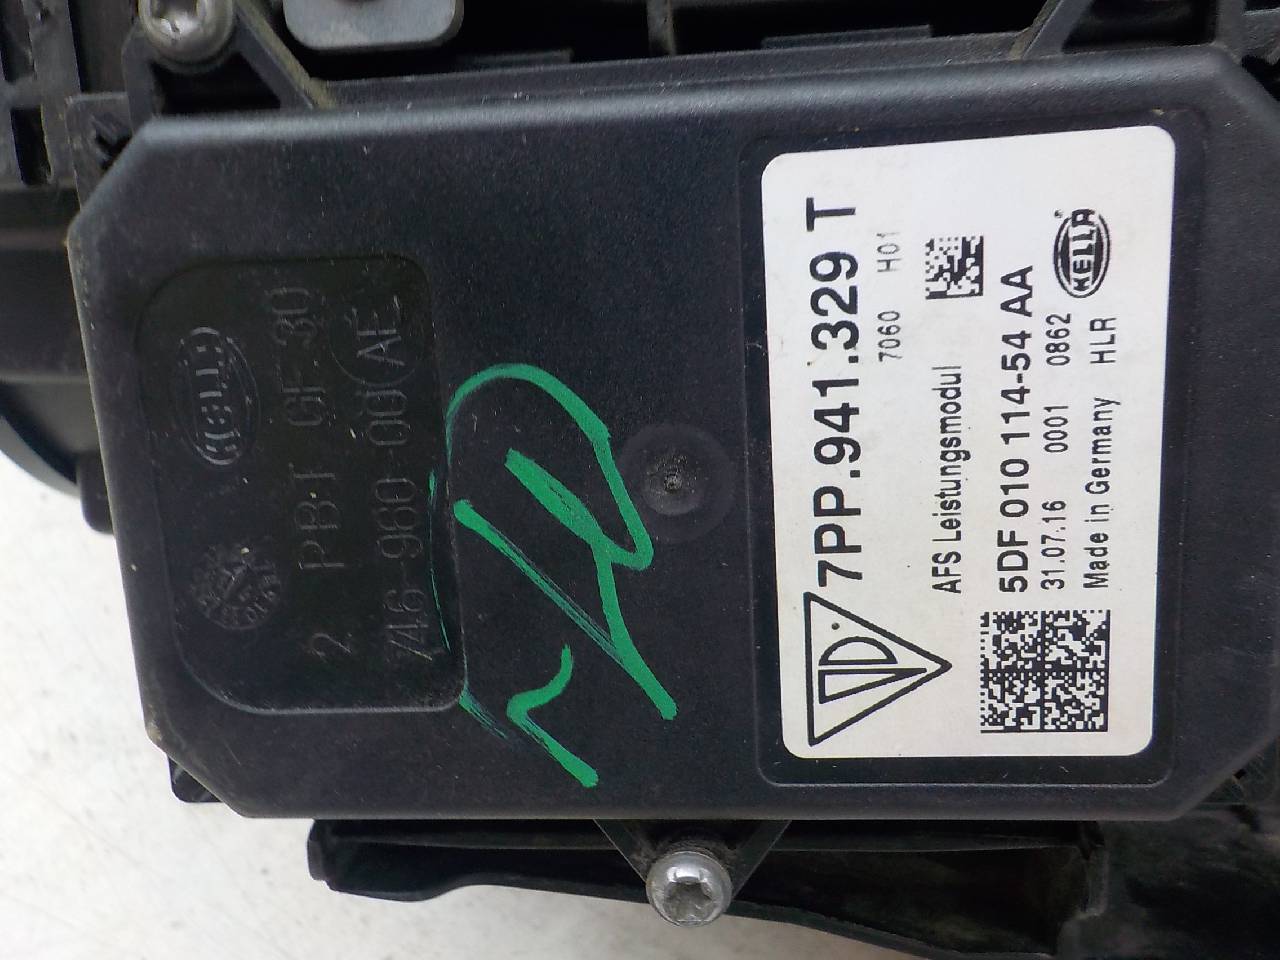 7PP.941.329 T
7060 H01
AFS Leistungsmodul
5DF 010 114-54 AA
31.07.16 0001 0862
Made in Germany HLR
HELLA
HELLA
2 PBT GF 30
746-960-00 AE